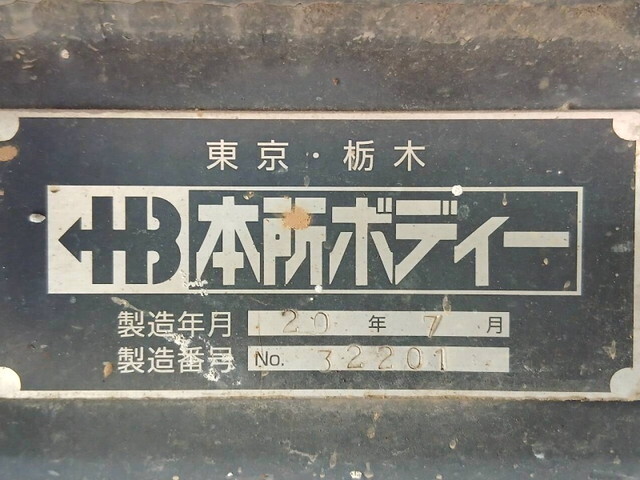 東京・栃木
HB 本所ボディー
製造年月 20 年 7 月
製造番号 No. 32201